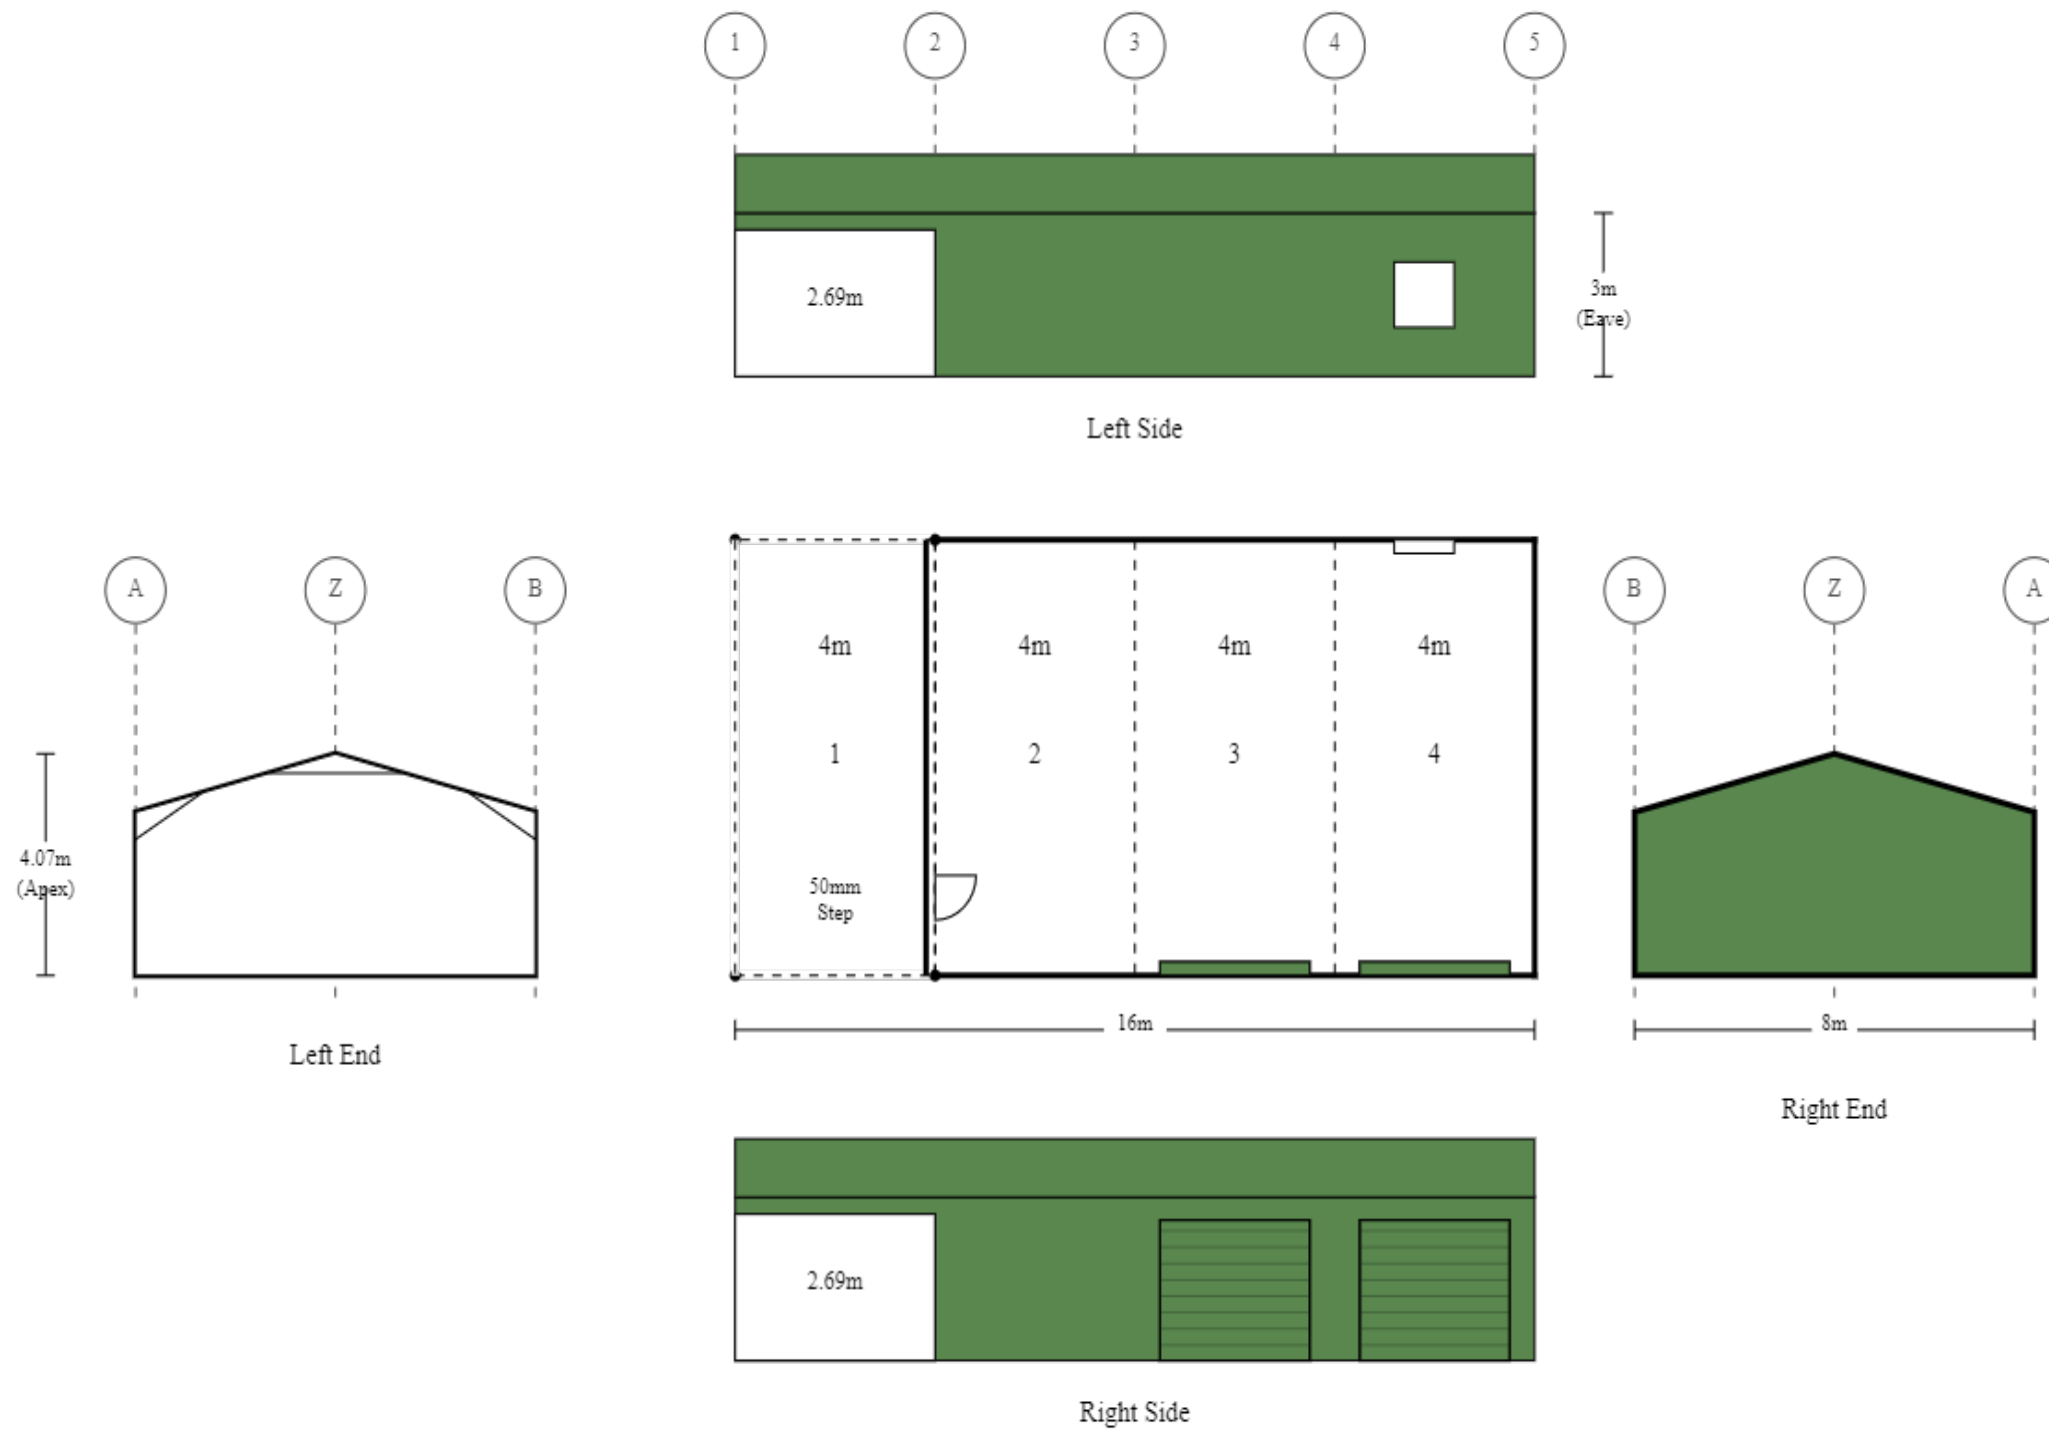 1
2
3
4
5
2.69m
3m
(Eave)
Left Side
A
Z
B
4.07m
(Apex)
Left End
4m
4m
4m
4m
1
2
3
4
50mm
Step
16m
B
Z
A
8m
Right End
2.69m
Right Side